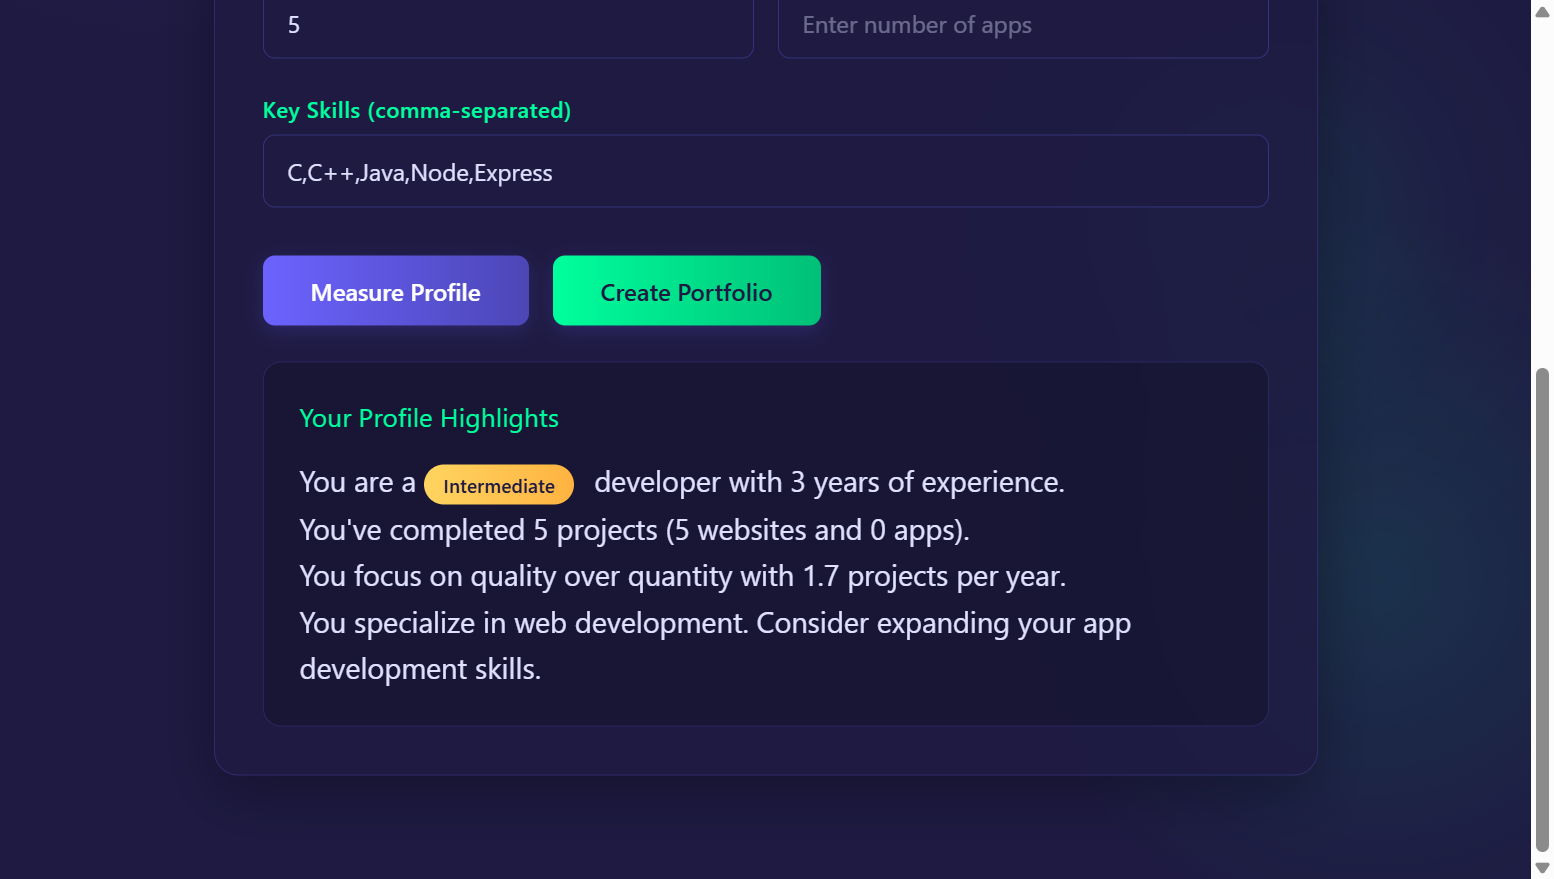 5
Enter number of apps
Key Skills (comma-separated)
C,C++,Java,Node,Express
Measure Profile
Create Portfolio
Your Profile Highlights
You are a Intermediate developer with 3 years of experience.
You've completed 5 projects (5 websites and 0 apps).
You focus on quality over quantity with 1.7 projects per year.
You specialize in web development. Consider expanding your app
development skills.